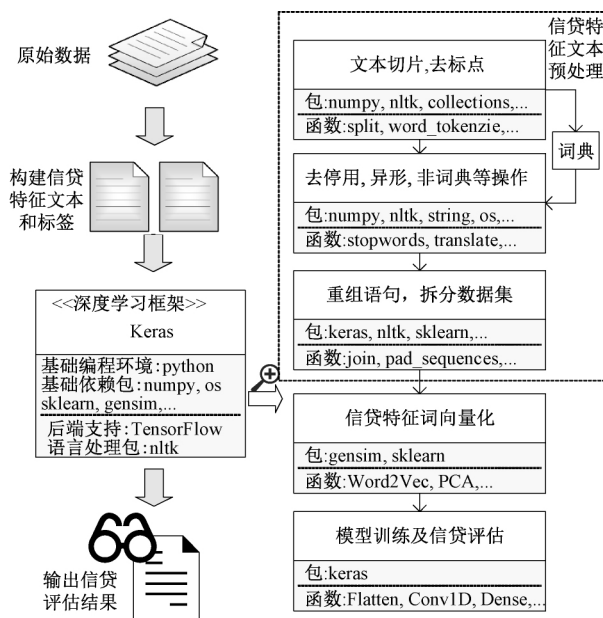 原始数据
构建信贷
特征文本
和标签
<<深度学习框架>>
Keras
基础编程环境:python
基础依赖包:numpy, os
sklearn, gensim,...
后端支持:TensorFlow
语言处理包:nltk
输出信贷
评估结果
信贷特
征文本
预处理
文本切片,去标点
包:numpy, nltk, collections,...
函数:split, word_tokenzie,...
词典
去停用, 异形, 非词典等操作
包:numpy, nltk, string, os,...
函数:stopwords, translate,...
重组语句，拆分数据集
包:keras, nltk, sklearn,...
函数:join, pad_sequences,...
信贷特征词向量化
包:gensim, sklearn
函数:Word2Vec, PCA,...
模型训练及信贷评估
包:keras
函数:Flatten, Conv1D, Dense,...